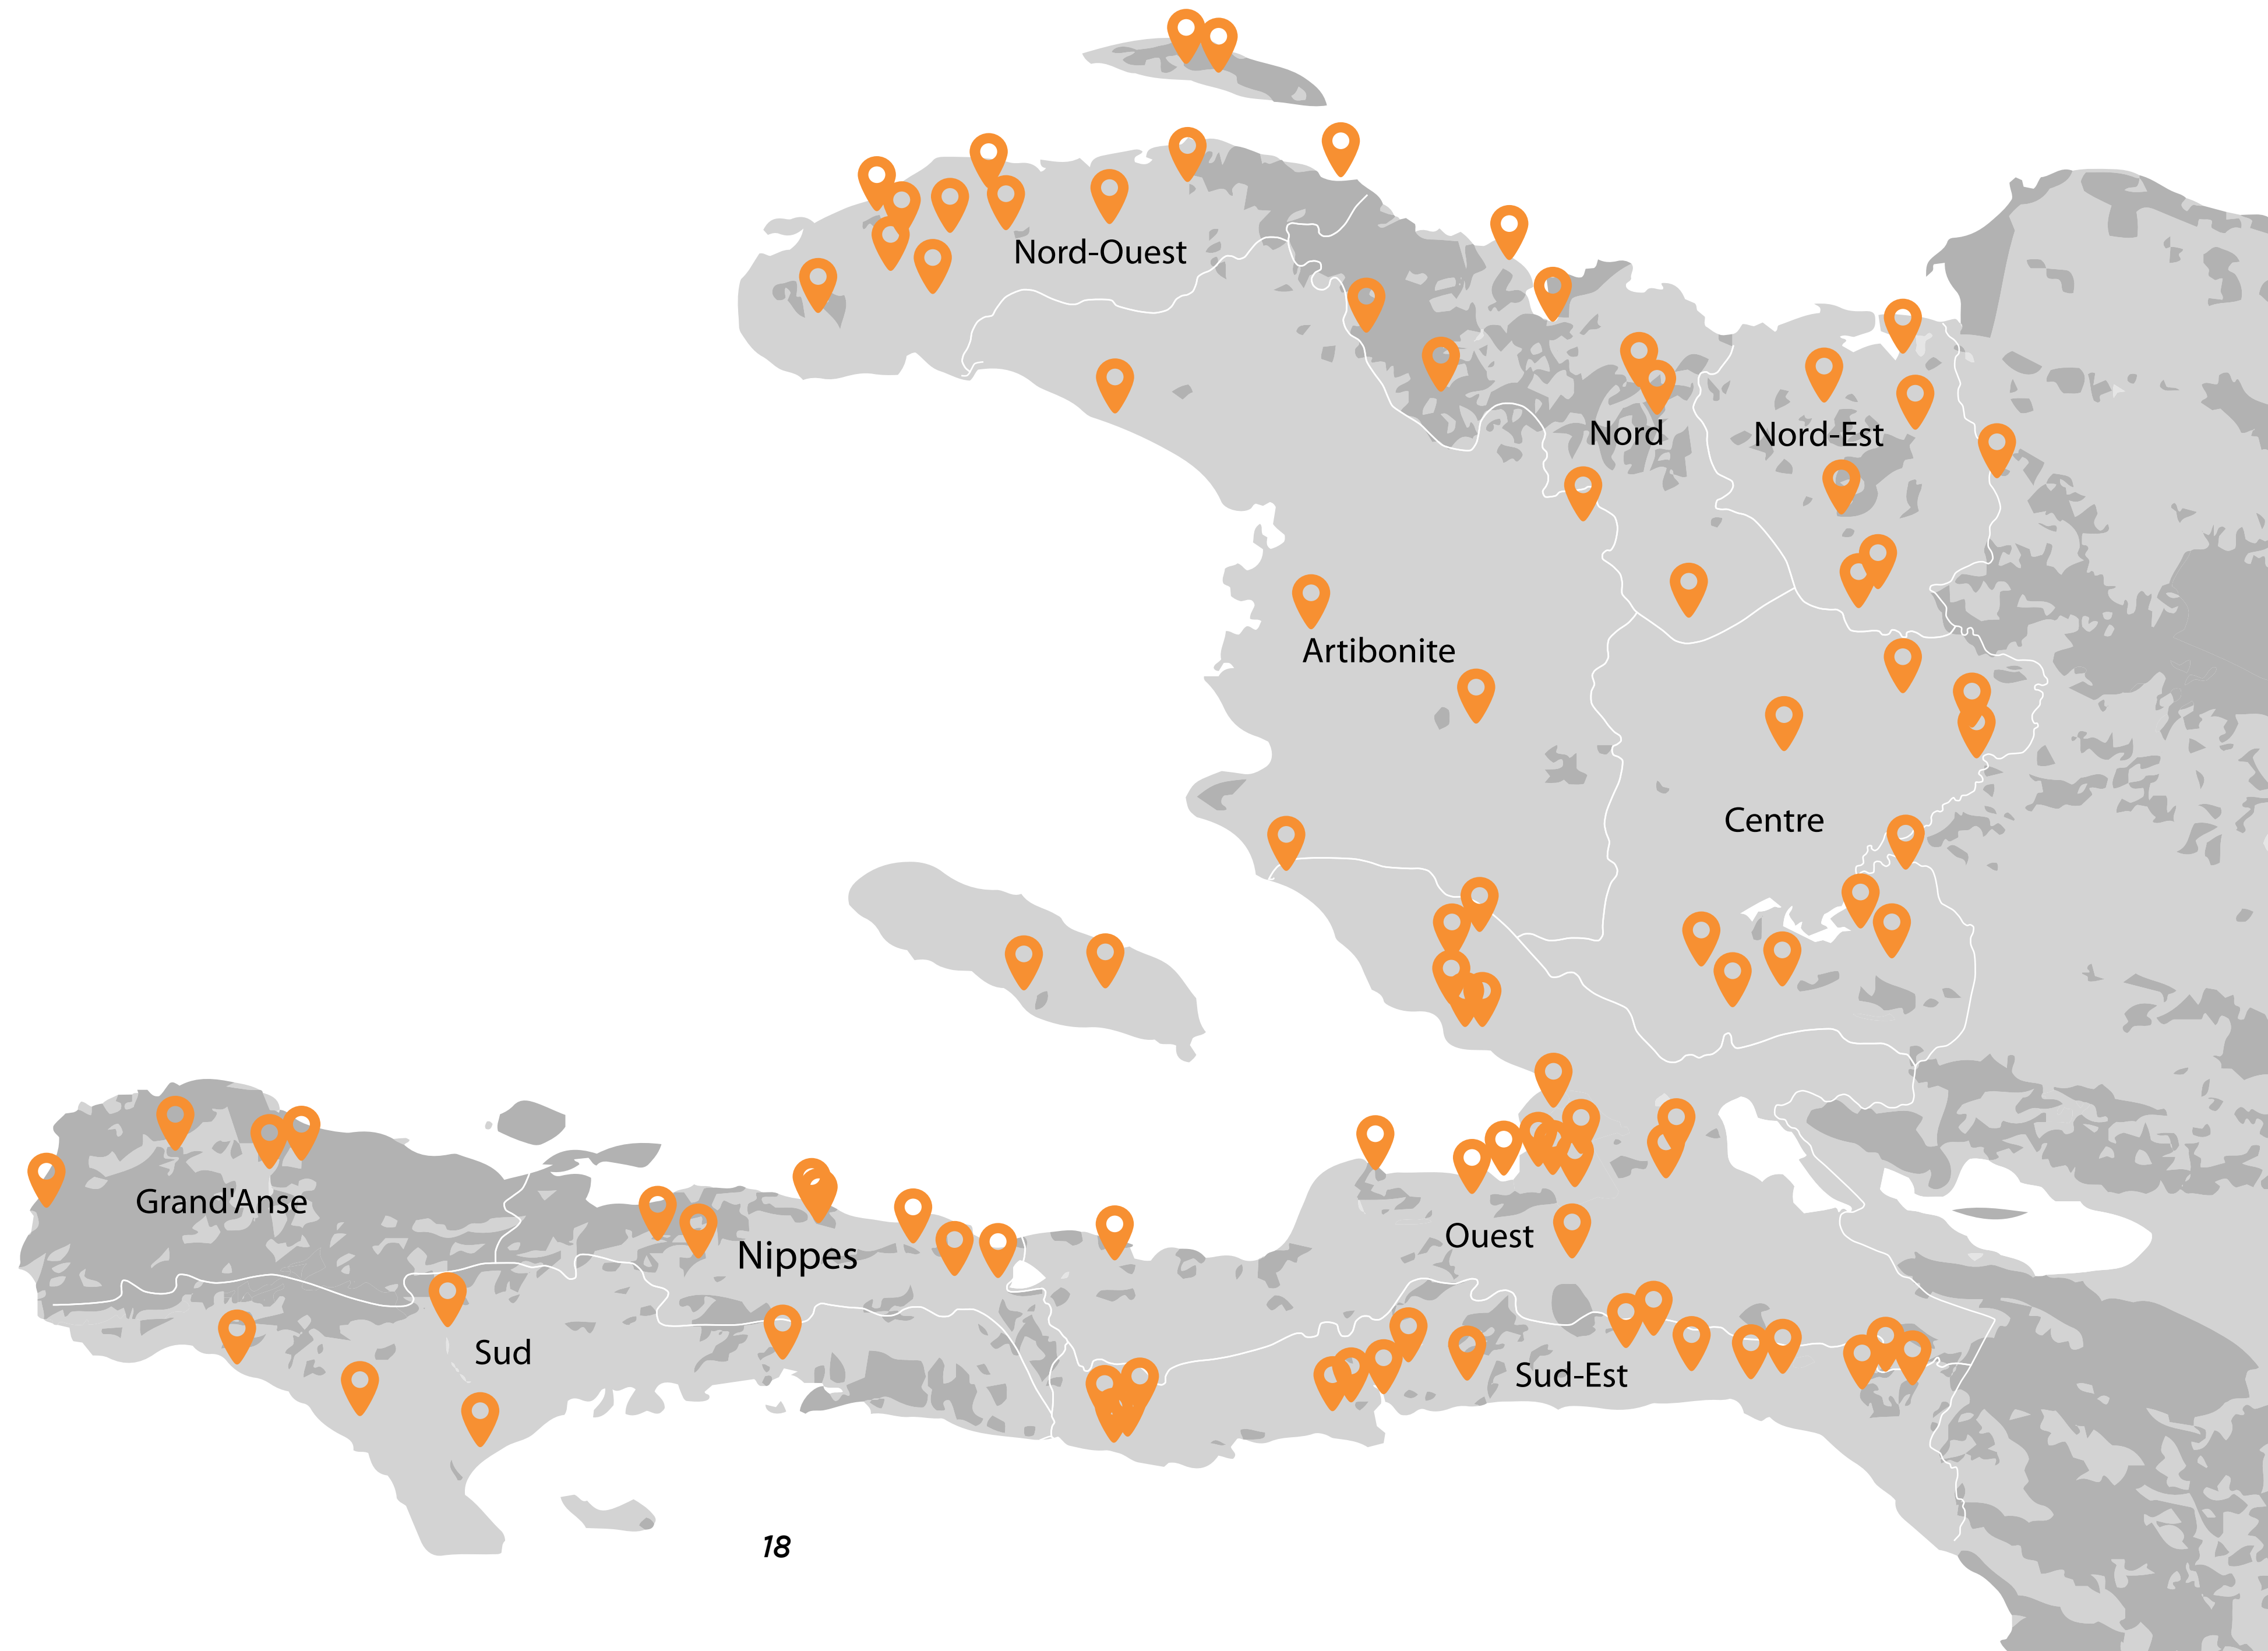 Nord-Ouest
Nord
Nord-Est
Artibonite
Centre
Grand'Anse
Ouest
Nippes
Sud
Sud-Est
18